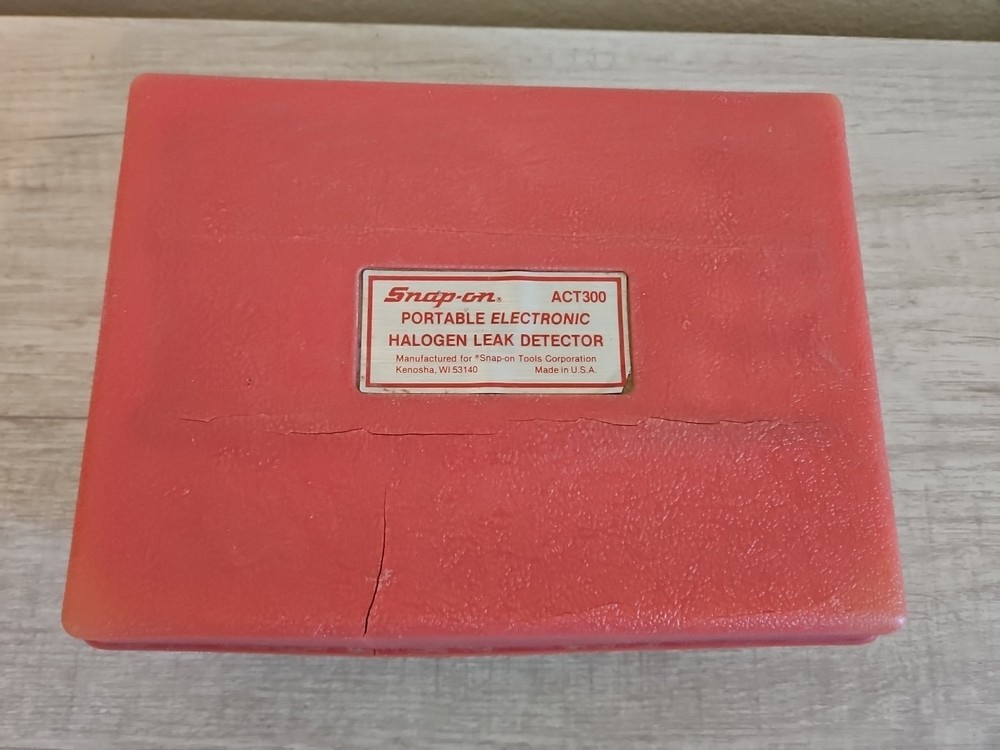 Snap-on® ACT300
PORTABLE ELECTRONIC
HALOGEN LEAK DETECTOR
Manufactured for ®Snap-on Tools Corporation
Kenosha, WI 53140 Made in U.S.A.